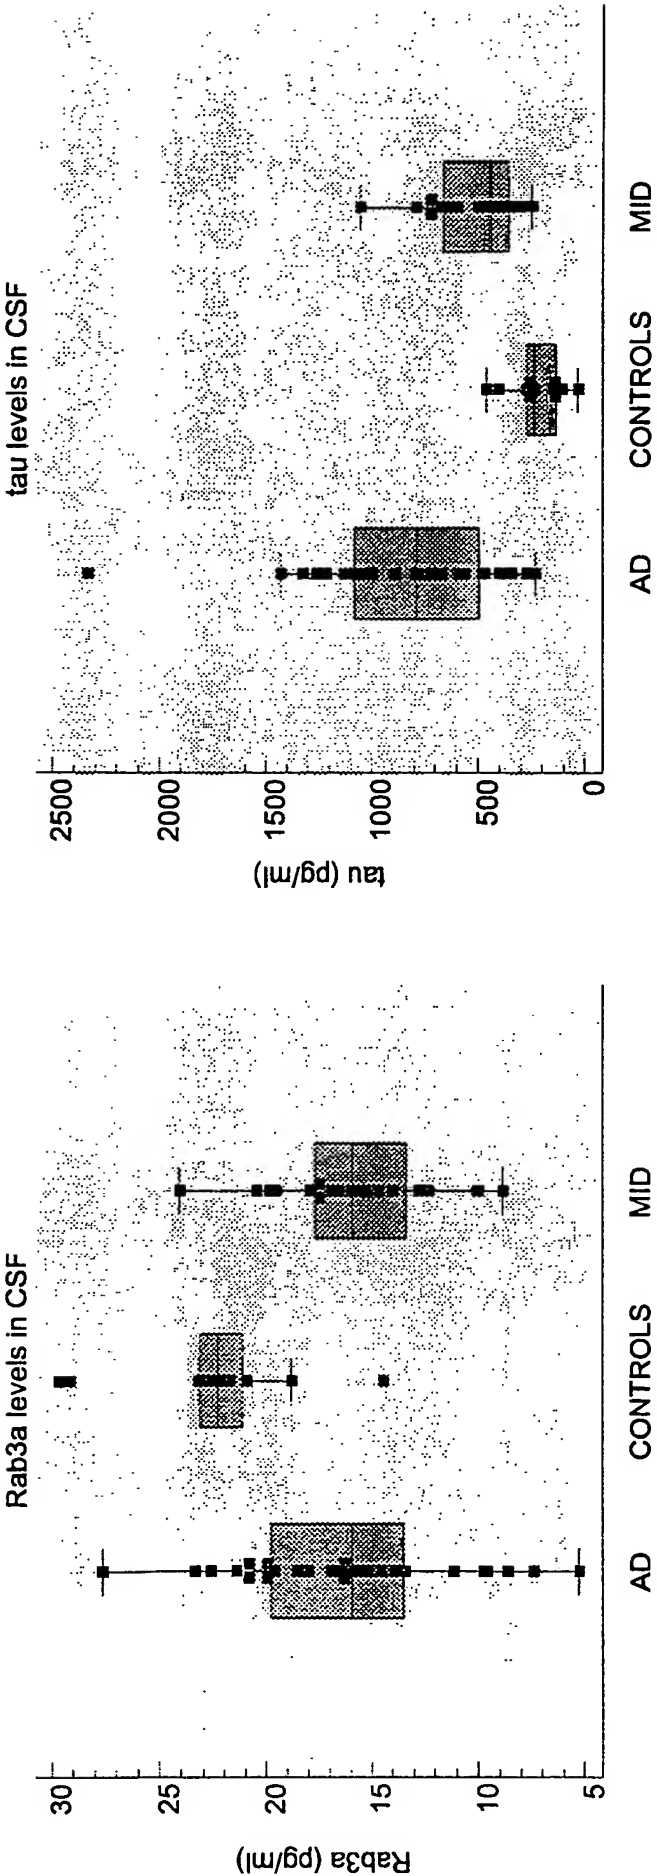 Rab3a levels in CSF
Rab3a (pg/ml)
30
25
20
15
10
5
AD
CONTROLS
MID
tau levels in CSF
tau (pg/ml)
2500
2000
1500
1000
500
0
AD
CONTROLS
MID